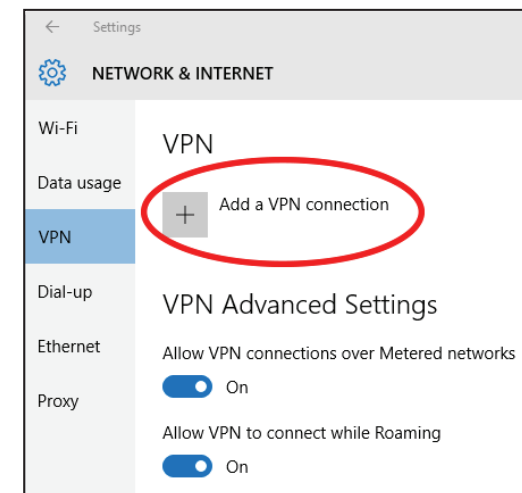 Settings
NETWORK & INTERNET
Wi-Fi
Data usage
VPN
Dial-up
Ethernet
Proxy
VPN
Add a VPN connection
VPN Advanced Settings
Allow VPN connections over Metered networks
On
Allow VPN to connect while Roaming
On